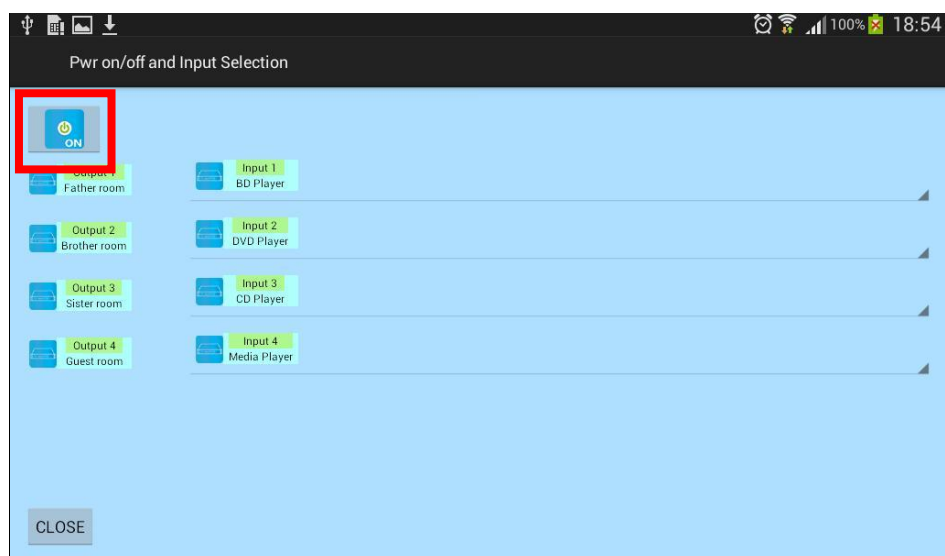 100% 18:54
Pwr on/off and Input Selection
ON
Output 1
Father room
Input 1
BD Player
Output 2
Brother room
Input 2
DVD Player
Output 3
Sister room
Input 3
CD Player
Output 4
Guest room
Input 4
Media Player
CLOSE